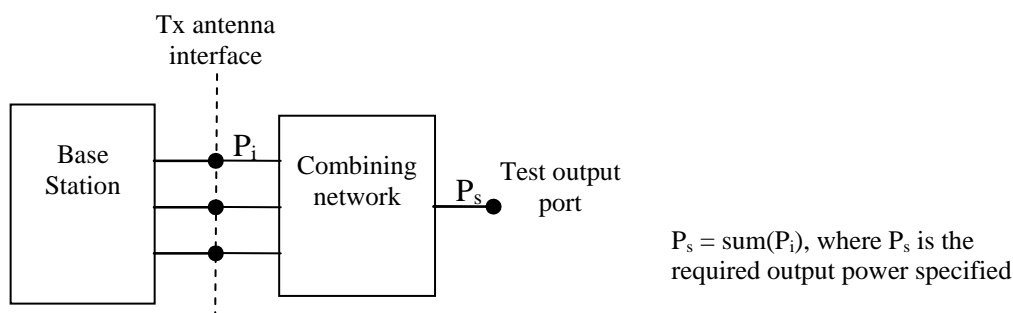 Tx antenna
interface
Base
Station
Pi
Combining
network
Ps
Test output
port
Ps = sum(Pi), where Ps is the
required output power specified